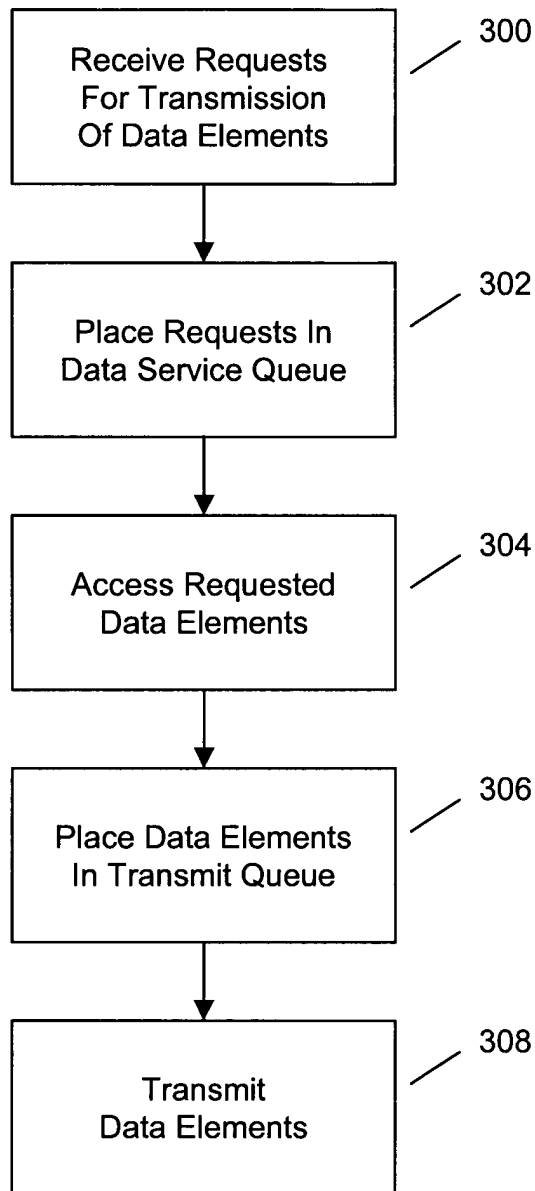 Receive Requests
For Transmission
Of Data Elements
300
Place Requests In
Data Service Queue
302
Access Requested
Data Elements
304
Place Data Elements
In Transmit Queue
306
Transmit
Data Elements
308